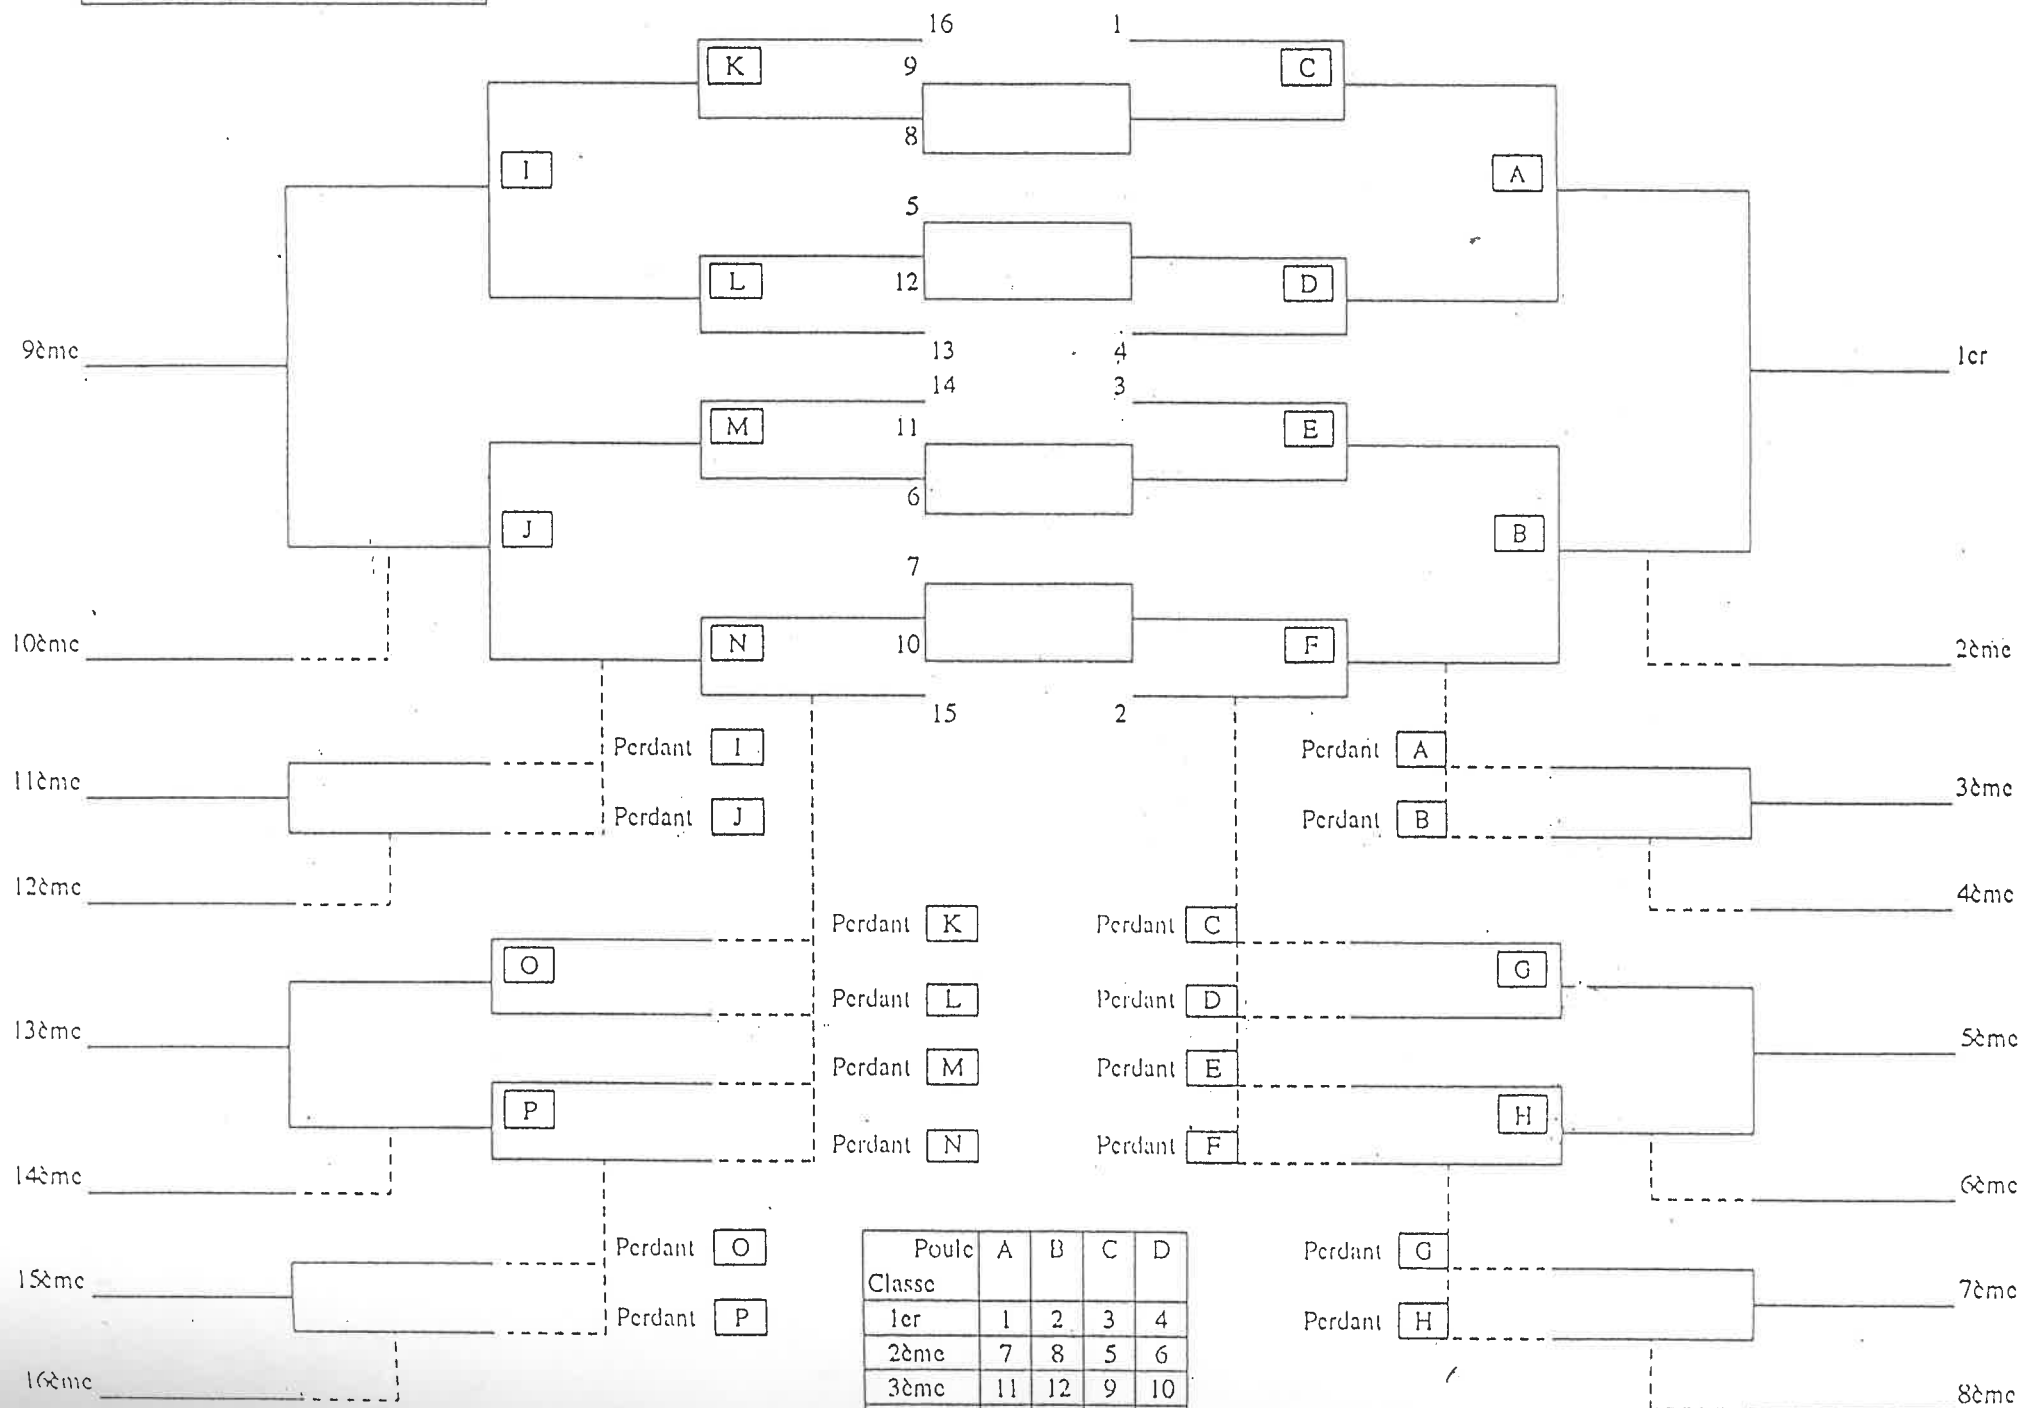 16 1
K 9 C
8
I A
5
L 12 D
13 4
9ème 1er
14 3
M 11 E
6
J B
7
10ème N 10 F 2ème
15 2
Perdant I Perdant A
11ème 3ème
Perdant J Perdant B
12ème 4ème
Perdant K Perdant C
O G
Perdant L Perdant D
13ème 5ème
Perdant M Perdant E
P H
Perdant N Perdant F
14ème 6ème
Perdant O Perdant G
15ème 7ème
Perdant P Perdant H
16ème 8ème
Poule A B C D
Classe
1er 1 2 3 4
2ème 7 8 5 6
3ème 11 12 9 10